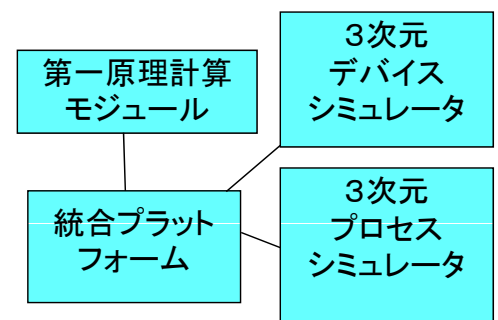 第一原理計算
モジュール
３次元
デバイス
シミュレータ
統合プラット
フォーム
３次元
プロセス
シミュレータ